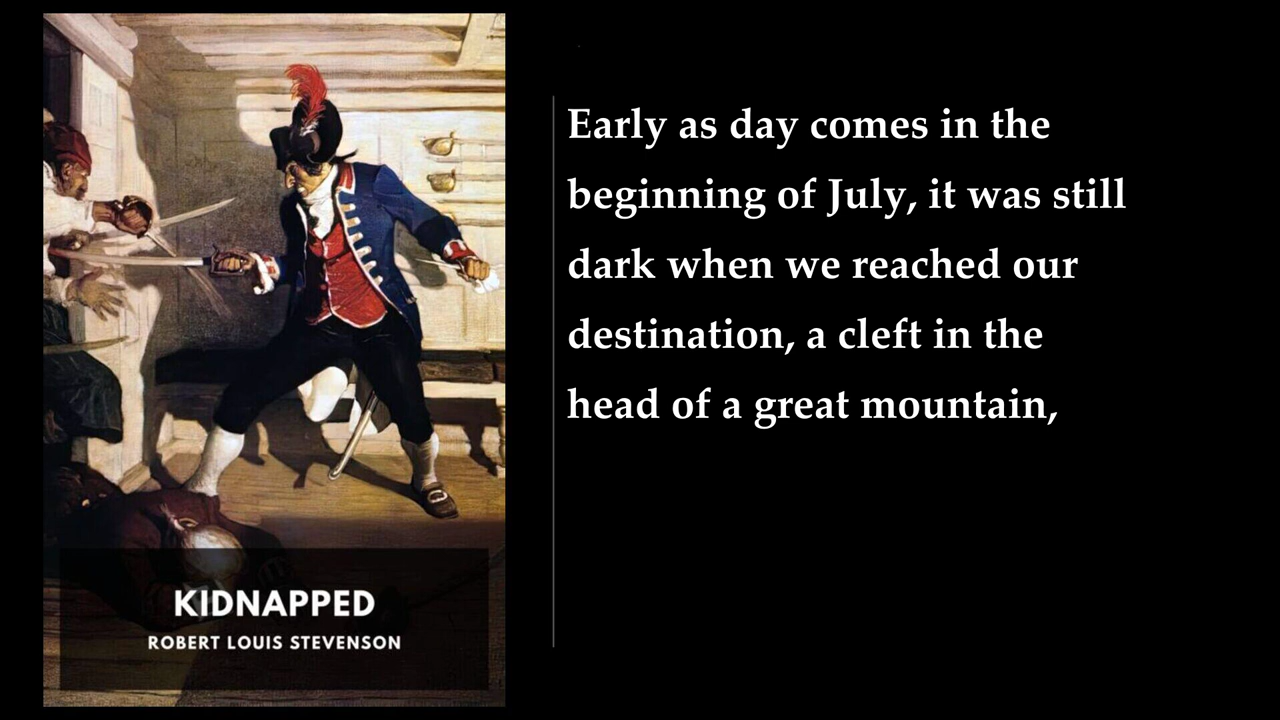 Early as day comes in the
beginning of July, it was still
dark when we reached our
destination, a cleft in the
head of a great mountain,
KIDNAPPED
ROBERT LOUIS STEVENSON